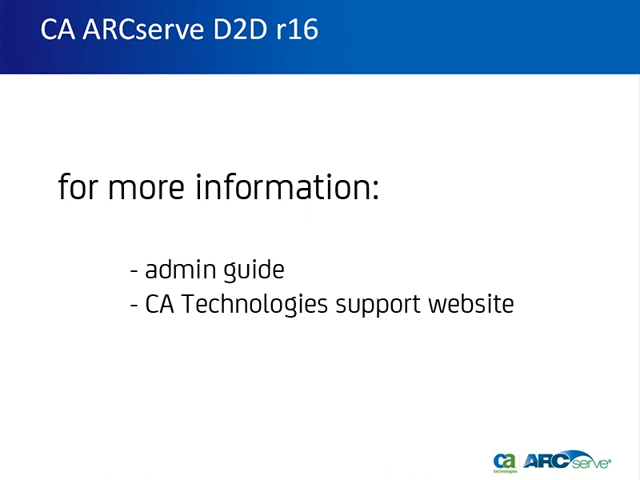 CA ARCserve D2D r16
for more information:
- admin guide
- CA Technologies support website
ca technologies ARCserve®